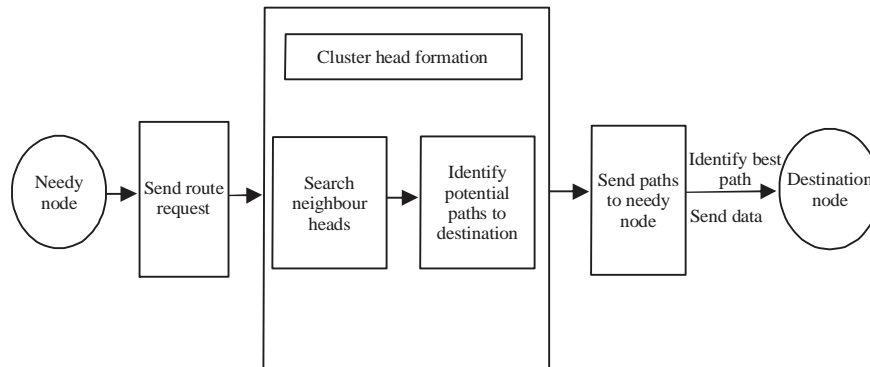 Cluster head formation
Needy
node
Send route
request
Search
neighbour
heads
Identify
potential
paths to
destination
Send paths
to needy
node
Identify best
path
Send data
Destination
node